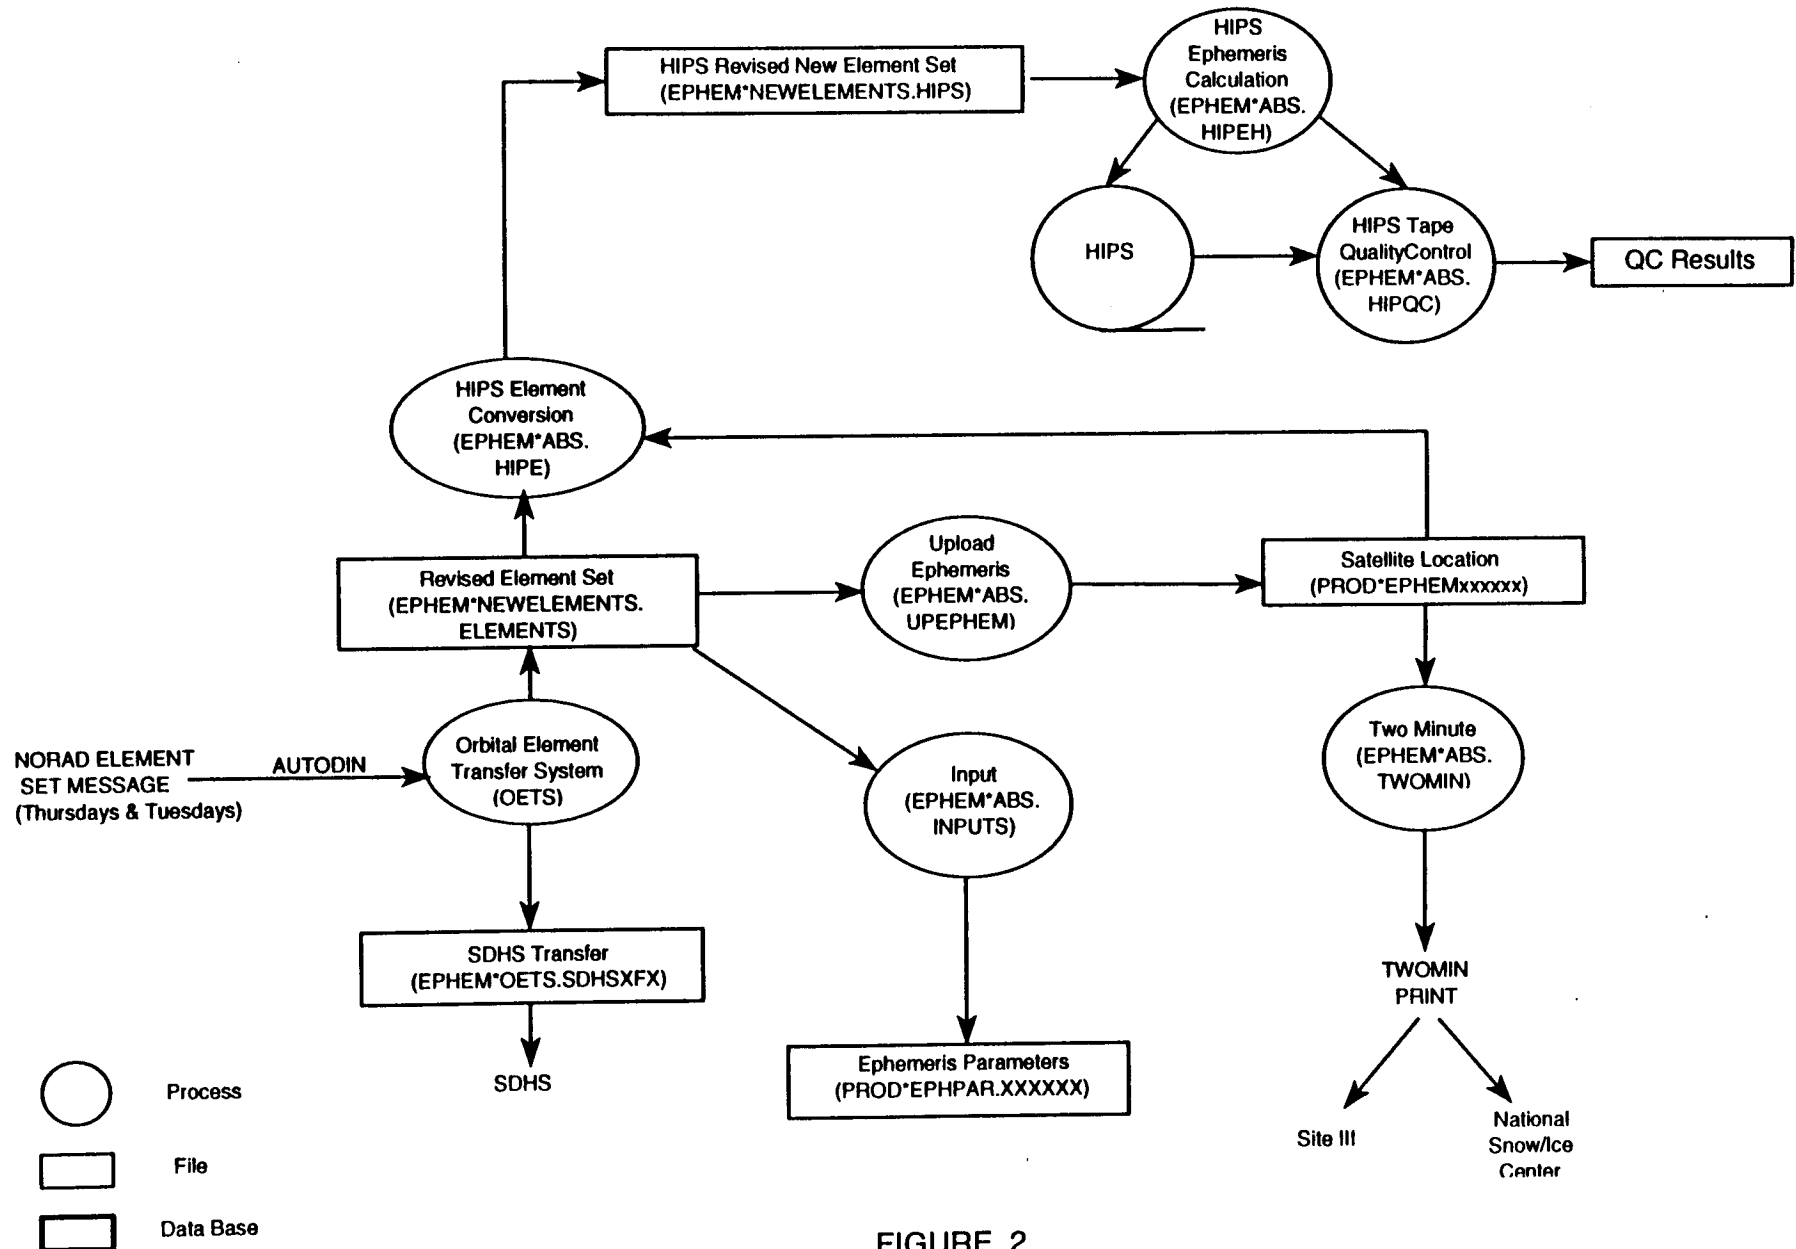 HIPS Revised New Element Set
(EPHEM*NEWELEMENTS.HIPS)
HIPS
Ephemeris
Calculation
(EPHEM*ABS.
HIPEH)
HIPS
HIPS Tape
QualityControl
(EPHEM*ABS.
HIPQC)
QC Results
HIPS Element
Conversion
(EPHEM*ABS.
HIPE)
Revised Element Set
(EPHEM*NEWELEMENTS.
ELEMENTS)
Upload
Ephemeris
(EPHEM*ABS.
UPEPHEM)
Satellite Location
(PROD*EPHEMxxxxxx)
NORAD ELEMENT
SET MESSAGE
(Thursdays & Tuesdays)
AUTODIN
Orbital Element
Transfer System
(OETS)
Input
(EPHEM*ABS.
INPUTS)
Two Minute
(EPHEM*ABS.
TWOMIN)
SDHS Transfer
(EPHEM*OETS.SDHSXFX)
SDHS
Ephemeris Parameters
(PROD*EPHPAR.XXXXXX)
TWOMIN
PRINT
Site III
National
Snow/Ice
Center
Process
File
Data Base
FIGURE 2